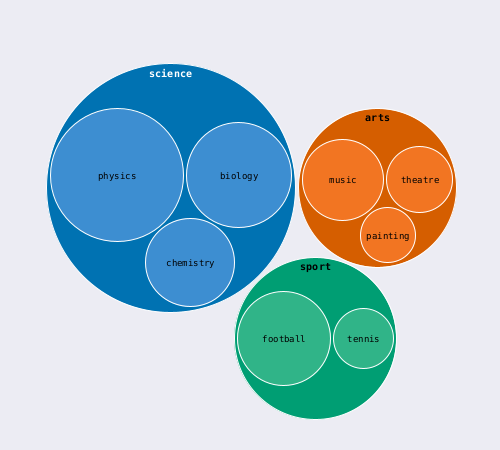 science
physics
biology
chemistry
arts
music
theatre
painting
sport
football
tennis